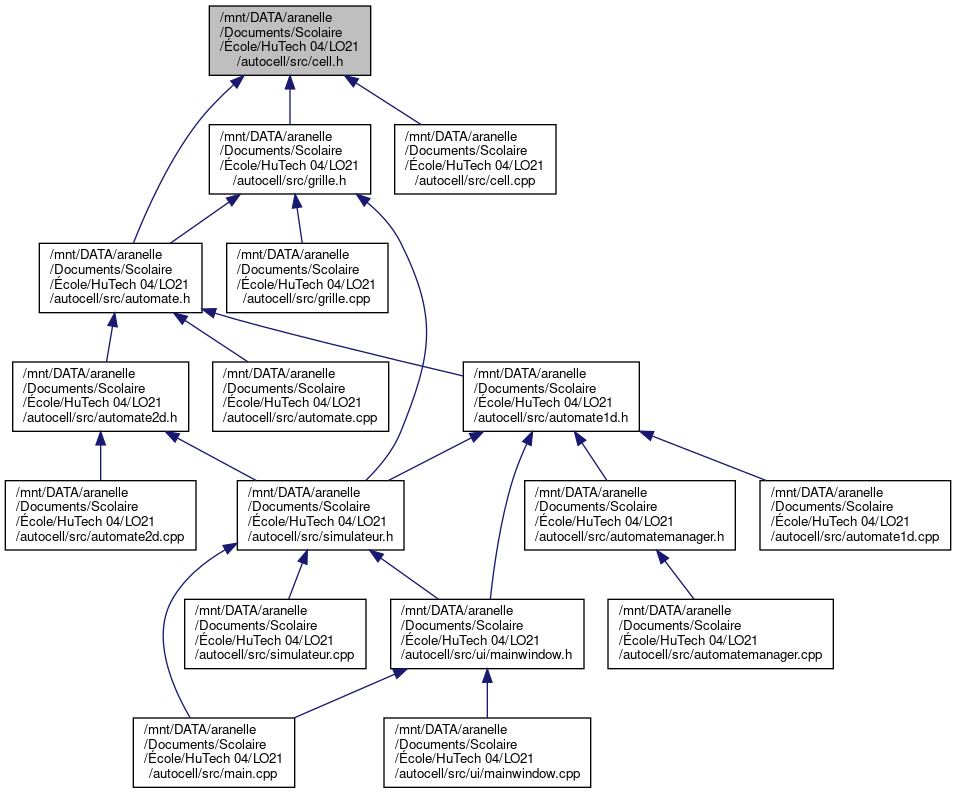 /mnt/DATA/aranelle
/Documents/Scolaire
/École/HuTech 04/LO21
/autocell/src/cell.h
/mnt/DATA/aranelle
/Documents/Scolaire
/École/HuTech 04/LO21
/autocell/src/grille.h
/mnt/DATA/aranelle
/Documents/Scolaire
/École/HuTech 04/LO21
/autocell/src/cell.cpp
/mnt/DATA/aranelle
/Documents/Scolaire
/École/HuTech 04/LO21
/autocell/src/automate.h
/mnt/DATA/aranelle
/Documents/Scolaire
/École/HuTech 04/LO21
/autocell/src/grille.cpp
/mnt/DATA/aranelle
/Documents/Scolaire
/École/HuTech 04/LO21
/autocell/src/automate2d.h
/mnt/DATA/aranelle
/Documents/Scolaire
/École/HuTech 04/LO21
/autocell/src/automate.cpp
/mnt/DATA/aranelle
/Documents/Scolaire
/École/HuTech 04/LO21
/autocell/src/automate1d.h
/mnt/DATA/aranelle
/Documents/Scolaire
/École/HuTech 04/LO21
/autocell/src/automate2d.cpp
/mnt/DATA/aranelle
/Documents/Scolaire
/École/HuTech 04/LO21
/autocell/src/simulateur.h
/mnt/DATA/aranelle
/Documents/Scolaire
/École/HuTech 04/LO21
/autocell/src/automatemanager.h
/mnt/DATA/aranelle
/Documents/Scolaire
/École/HuTech 04/LO21
/autocell/src/automate1d.cpp
/mnt/DATA/aranelle
/Documents/Scolaire
/École/HuTech 04/LO21
/autocell/src/simulateur.cpp
/mnt/DATA/aranelle
/Documents/Scolaire
/École/HuTech 04/LO21
/autocell/src/ui/mainwindow.h
/mnt/DATA/aranelle
/Documents/Scolaire
/École/HuTech 04/LO21
/autocell/src/automatemanager.cpp
/mnt/DATA/aranelle
/Documents/Scolaire
/École/HuTech 04/LO21
/autocell/src/main.cpp
/mnt/DATA/aranelle
/Documents/Scolaire
/École/HuTech 04/LO21
/autocell/src/ui/mainwindow.cpp